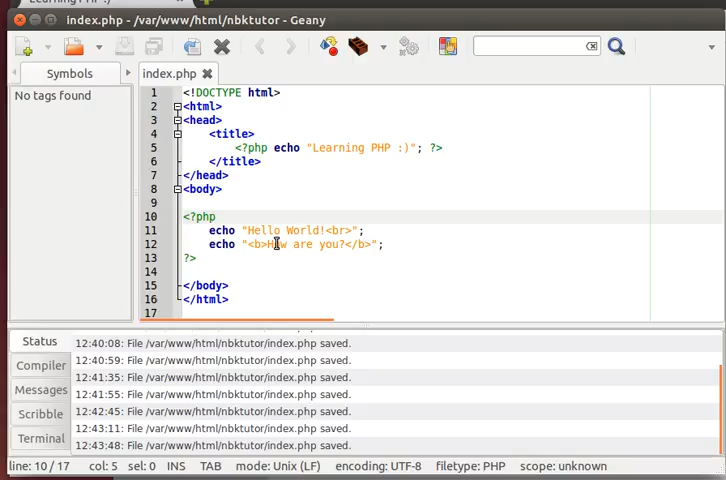 Learning PHP :)
index.php - /var/www/html/nbktutor - Geany
Symbols
index.php
No tags found
1 <!DOCTYPE html>
2 <html>
3 <head>
4 <title>
5 <?php echo "Learning PHP :)"; ?>
6 </title>
7 </head>
8 <body>
9
10 <?php
11 echo "Hello World!<br>";
12 echo "<b>How are you?</b>";
13 ?>
14
15 </body>
16 </html>
17
Status
Compiler
Messages
Scribble
Terminal
12:40:08: File /var/www/html/nbktutor/index.php saved.
12:40:59: File /var/www/html/nbktutor/index.php saved.
12:41:35: File /var/www/html/nbktutor/index.php saved.
12:41:55: File /var/www/html/nbktutor/index.php saved.
12:42:45: File /var/www/html/nbktutor/index.php saved.
12:43:11: File /var/www/html/nbktutor/index.php saved.
12:43:48: File /var/www/html/nbktutor/index.php saved.
line: 10 / 17 col: 5 sel: 0 INS TAB mode: Unix (LF) encoding: UTF-8 filetype: PHP scope: unknown